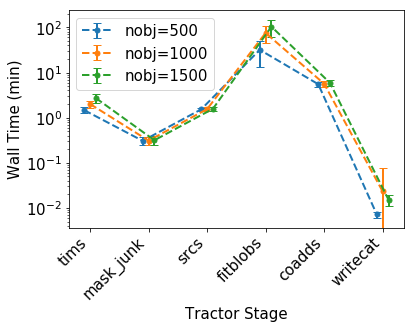 nobj=500
nobj=1000
nobj=1500
Wall Time (min)
10²
10¹
10⁰
10⁻¹
10⁻²
tims
mask_junk
srcs
fitblobs
coadds
writecat
Tractor Stage